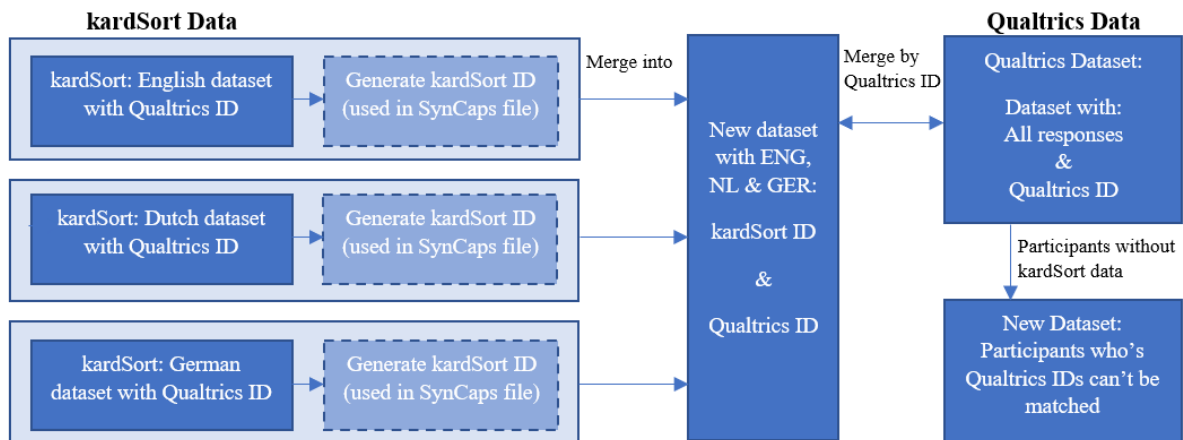 kardSort Data
kardSort: English dataset
with Qualtrics ID
Generate kardSort ID
(used in SynCaps file)
kardSort: Dutch dataset
with Qualtrics ID
Generate kardSort ID
(used in SynCaps file)
kardSort: German
dataset with Qualtrics ID
Generate kardSort ID
(used in SynCaps file)
Merge into
New dataset
with ENG,
NL & GER:
kardSort ID
&
Qualtrics ID
Merge by
Qualtrics ID
Qualtrics Data
Qualtrics Dataset:
Dataset with:
All responses
&
Qualtrics ID
Participants without
kardSort data
New Dataset:
Participants who's
Qualtrics IDs can't be
matched